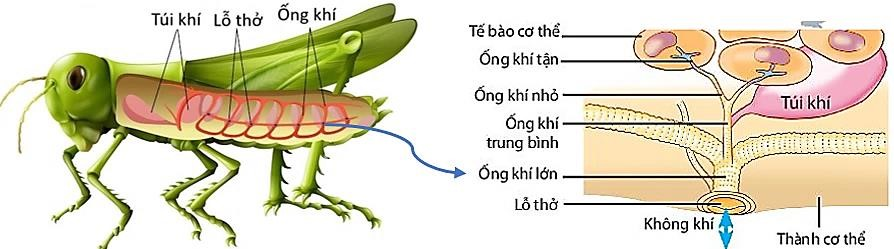 Túi khí
Lỗ thở
Ống khí
Tế bào cơ thể
Ống khí tận
Ống khí nhỏ
Túi khí
Ống khí
trung bình
Ống khí lớn
Lỗ thở
Không khí
Thành cơ thể